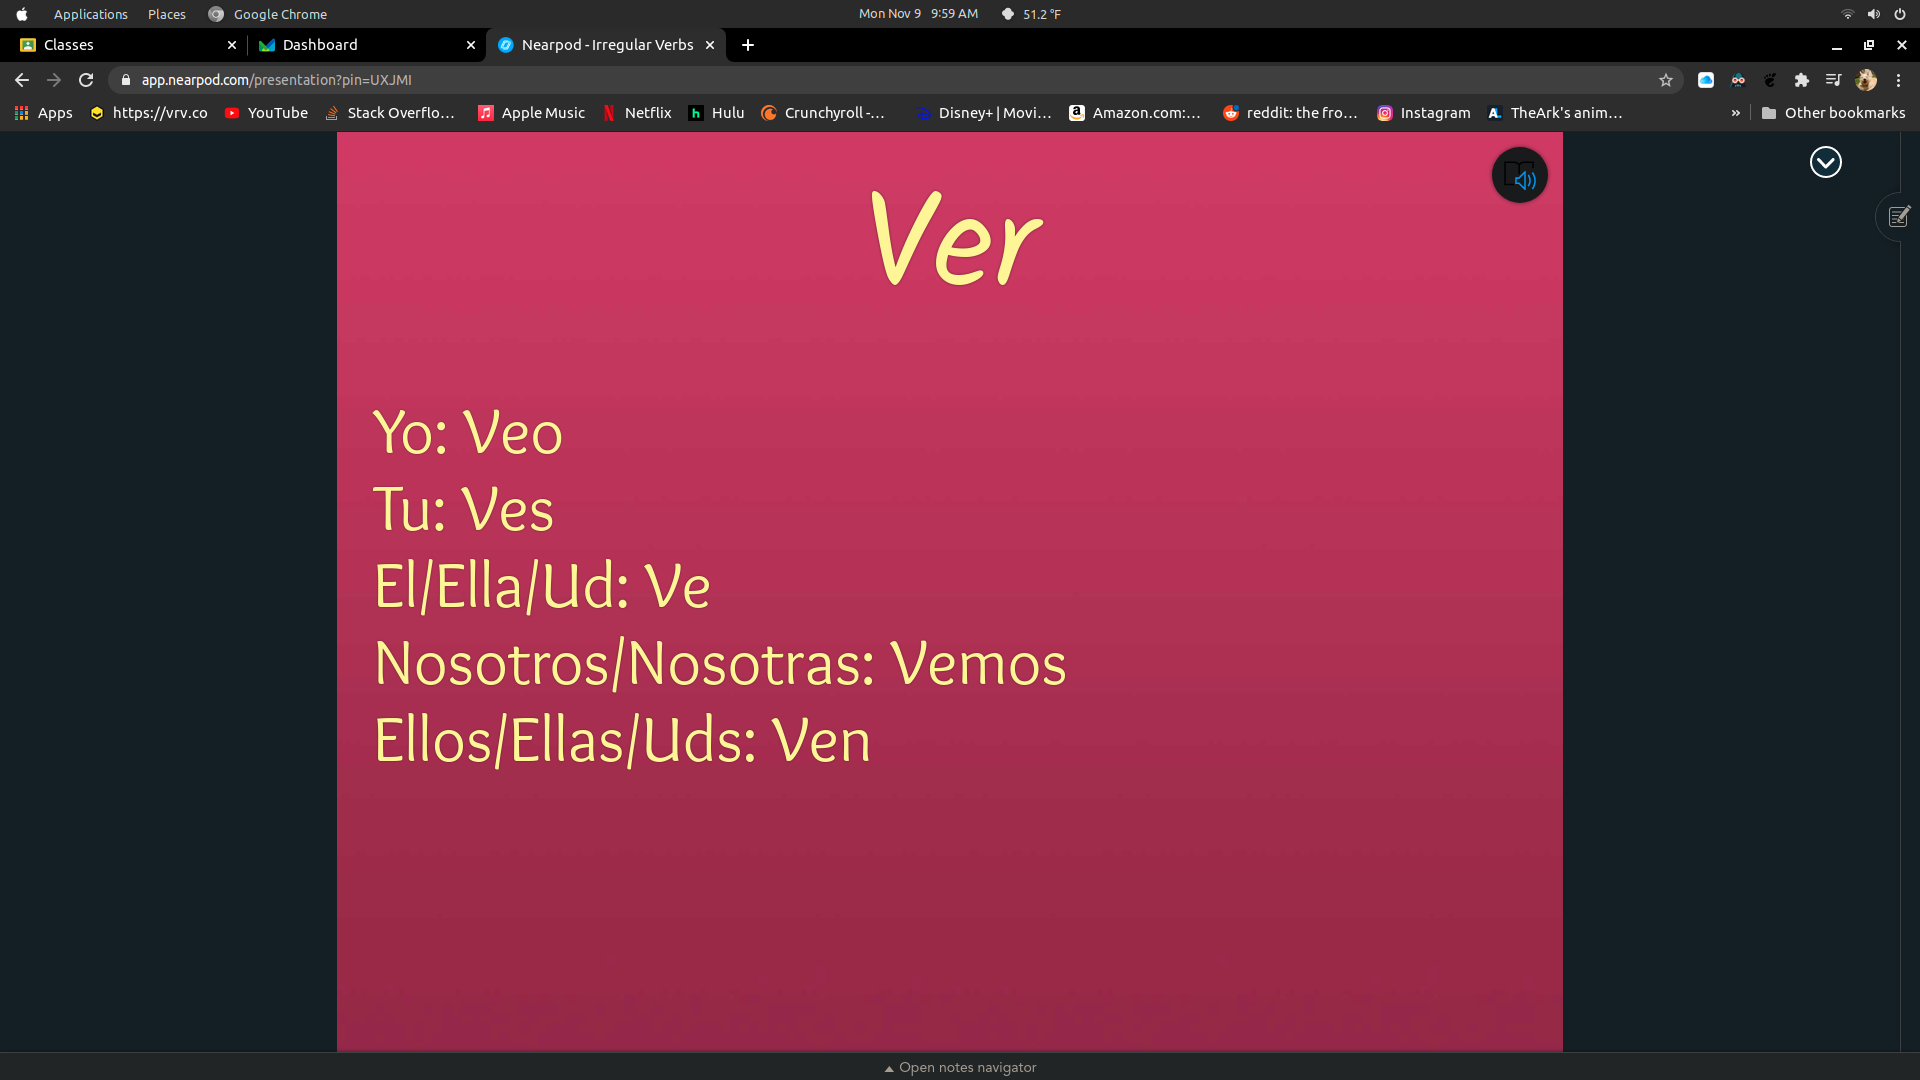 Applications Places Google Chrome Mon Nov 9 9:59 AM 51.2 °F
Classes Dashboard Nearpod - Irregular Verbs
app.nearpod.com/presentation?pin=UXJMI
Apps https://vrv.co YouTube Stack Overflo... Apple Music Netflix Hulu Crunchyroll -... Disney+ | Movi... Amazon.com:... reddit: the fro... Instagram TheArk's anim... » Other bookmarks
Ver
Yo: Veo
Tu: Ves
El/Ella/Ud: Ve
Nosotros/Nosotras: Vemos
Ellos/Ellas/Uds: Ven
Open notes navigator